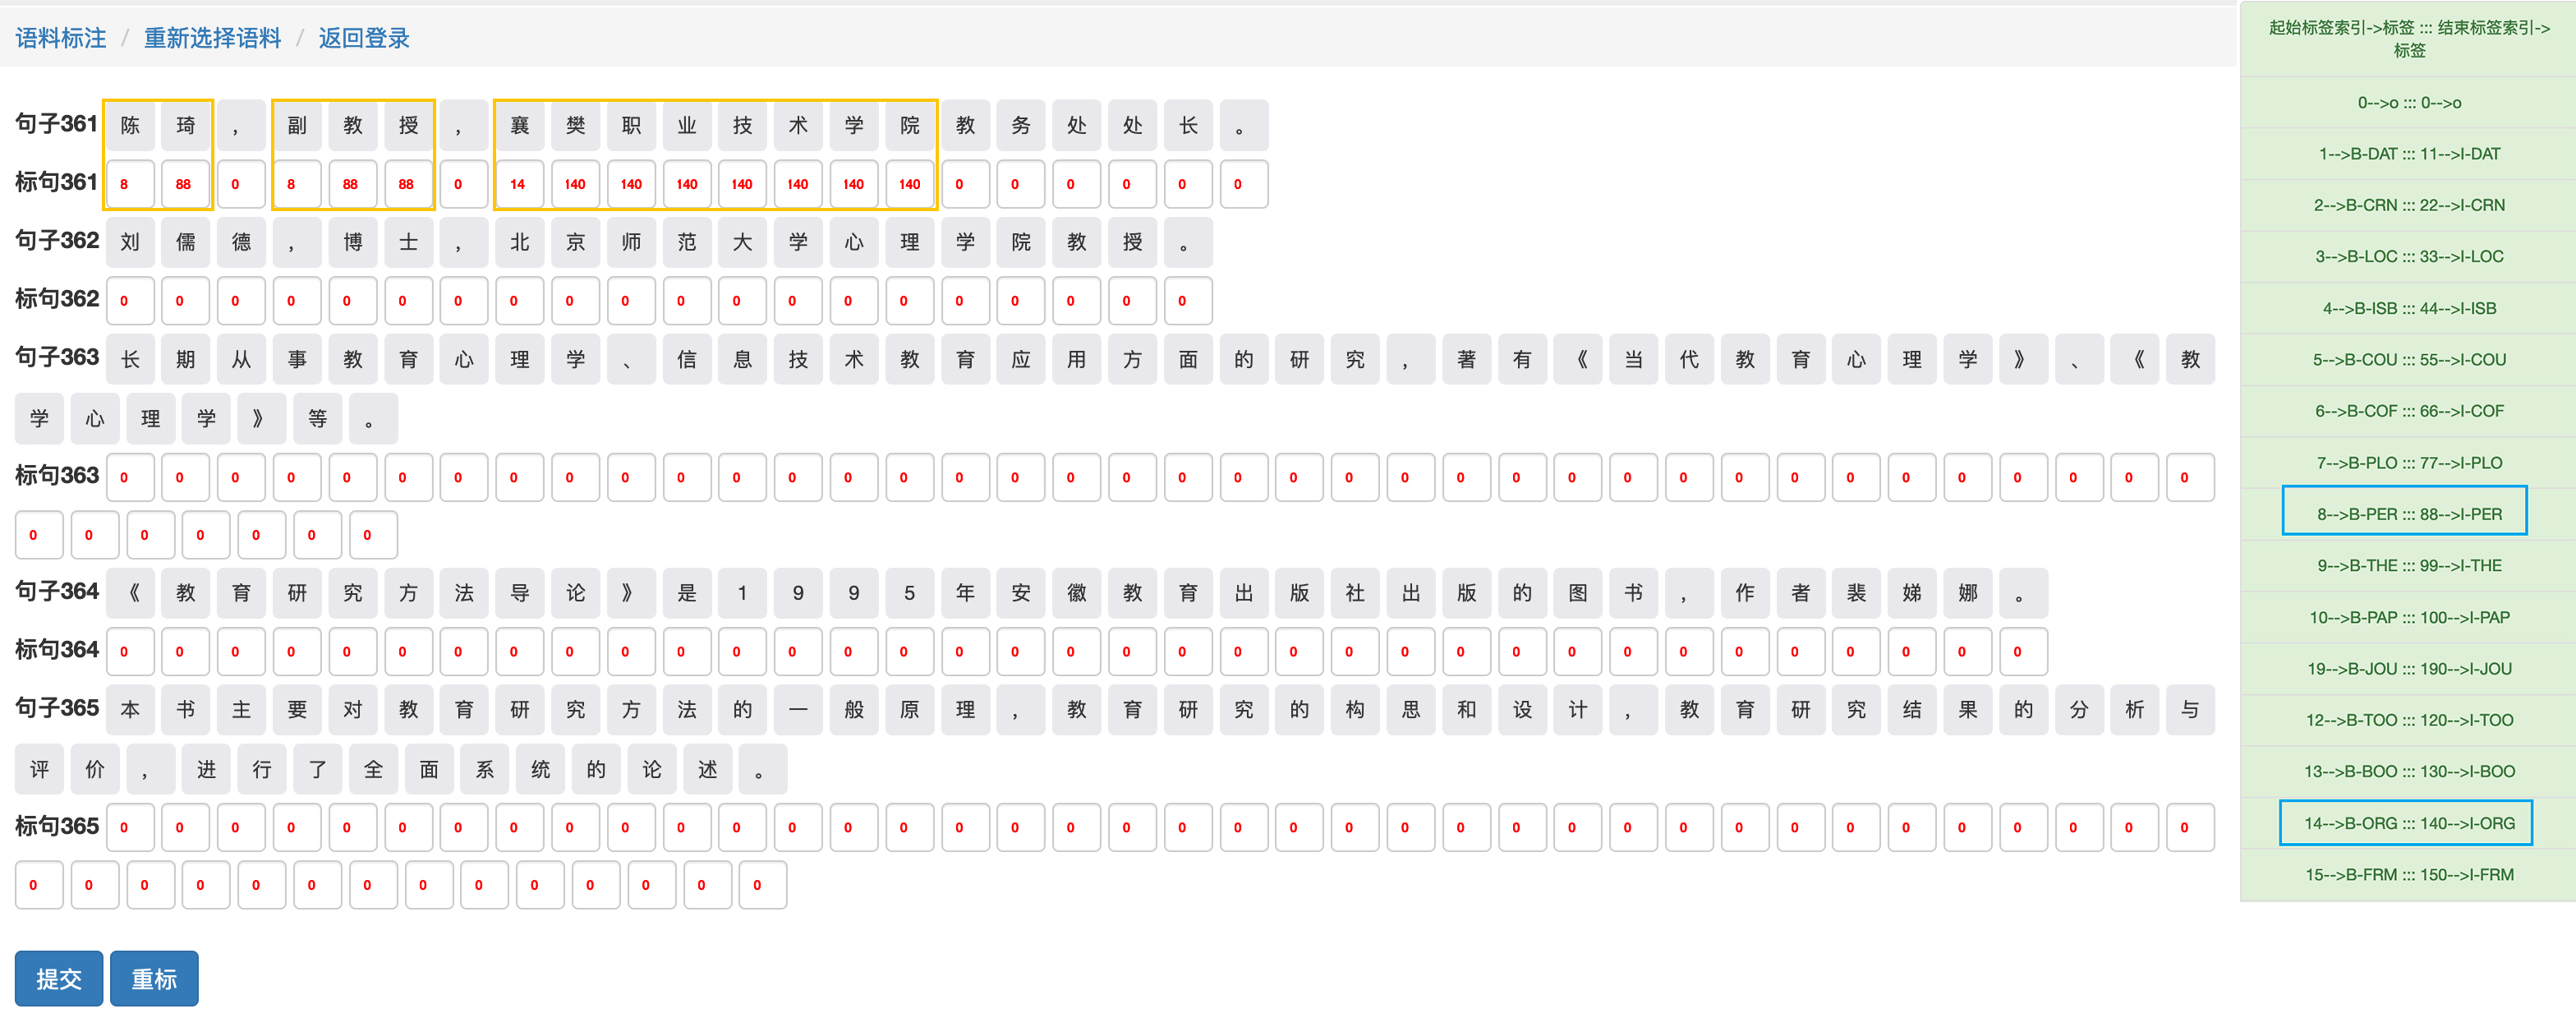 语料标注 / 重新选择语料 / 返回登录
句子361 陈 琦 , 副 教 授 , 襄 樊 职 业 技 术 学 院 教 务 处 处 长 。
标句361 8 88 0 8 88 88 0 14 140 140 140 140 140 140 140 0 0 0 0 0 0
句子362 刘 儒 德 , 博 士 , 北 京 师 范 大 学 心 理 学 院 教 授 。
标句362 0 0 0 0 0 0 0 0 0 0 0 0 0 0 0 0 0 0 0 0
句子363 长 期 从 事 教 育 心 理 学 、 信 息 技 术 教 育 应 用 方 面 的 研 究 , 著 有 《 当 代 教 育 心 理 学 》 、 《 教
学 心 理 学 》 等 。
标句363 0 0 0 0 0 0 0 0 0 0 0 0 0 0 0 0 0 0 0 0 0 0 0 0 0 0 0 0 0 0 0 0 0 0 0 0 0 0
0 0 0 0 0 0 0
句子364 《 教 育 研 究 方 法 导 论 》 是 1 9 9 5 年 安 徽 教 育 出 版 社 出 版 的 图 书 , 作 者 裴 娣 娜 。
标句364 0 0 0 0 0 0 0 0 0 0 0 0 0 0 0 0 0 0 0 0 0 0 0 0 0 0 0 0 0 0 0 0 0 0 0
句子365 本 书 主 要 对 教 育 研 究 方 法 的 一 般 原 理 , 教 育 研 究 的 构 思 和 设 计 , 教 育 研 究 结 果 的 分 析 与
评 价 , 进 行 了 全 面 系 统 的 论 述 。
标句365 0 0 0 0 0 0 0 0 0 0 0 0 0 0 0 0 0 0 0 0 0 0 0 0 0 0 0 0 0 0 0 0 0 0 0 0 0 0
0 0 0 0 0 0 0 0 0 0 0 0 0 0
提交 重标
起始标签索引->标签 ::: 结束标签索引->
标签
0-->o ::: 0-->o
1-->B-DAT ::: 11-->I-DAT
2-->B-CRN ::: 22-->I-CRN
3-->B-LOC ::: 33-->I-LOC
4-->B-ISB ::: 44-->I-ISB
5-->B-COU ::: 55-->I-COU
6-->B-COF ::: 66-->I-COF
7-->B-PLO ::: 77-->I-PLO
8-->B-PER ::: 88-->I-PER
9-->B-THE ::: 99-->I-THE
10-->B-PAP ::: 100-->I-PAP
19-->B-JOU ::: 190-->I-JOU
12-->B-TOO ::: 120-->I-TOO
13-->B-BOO ::: 130-->I-BOO
14-->B-ORG ::: 140-->I-ORG
15-->B-FRM ::: 150-->I-FRM